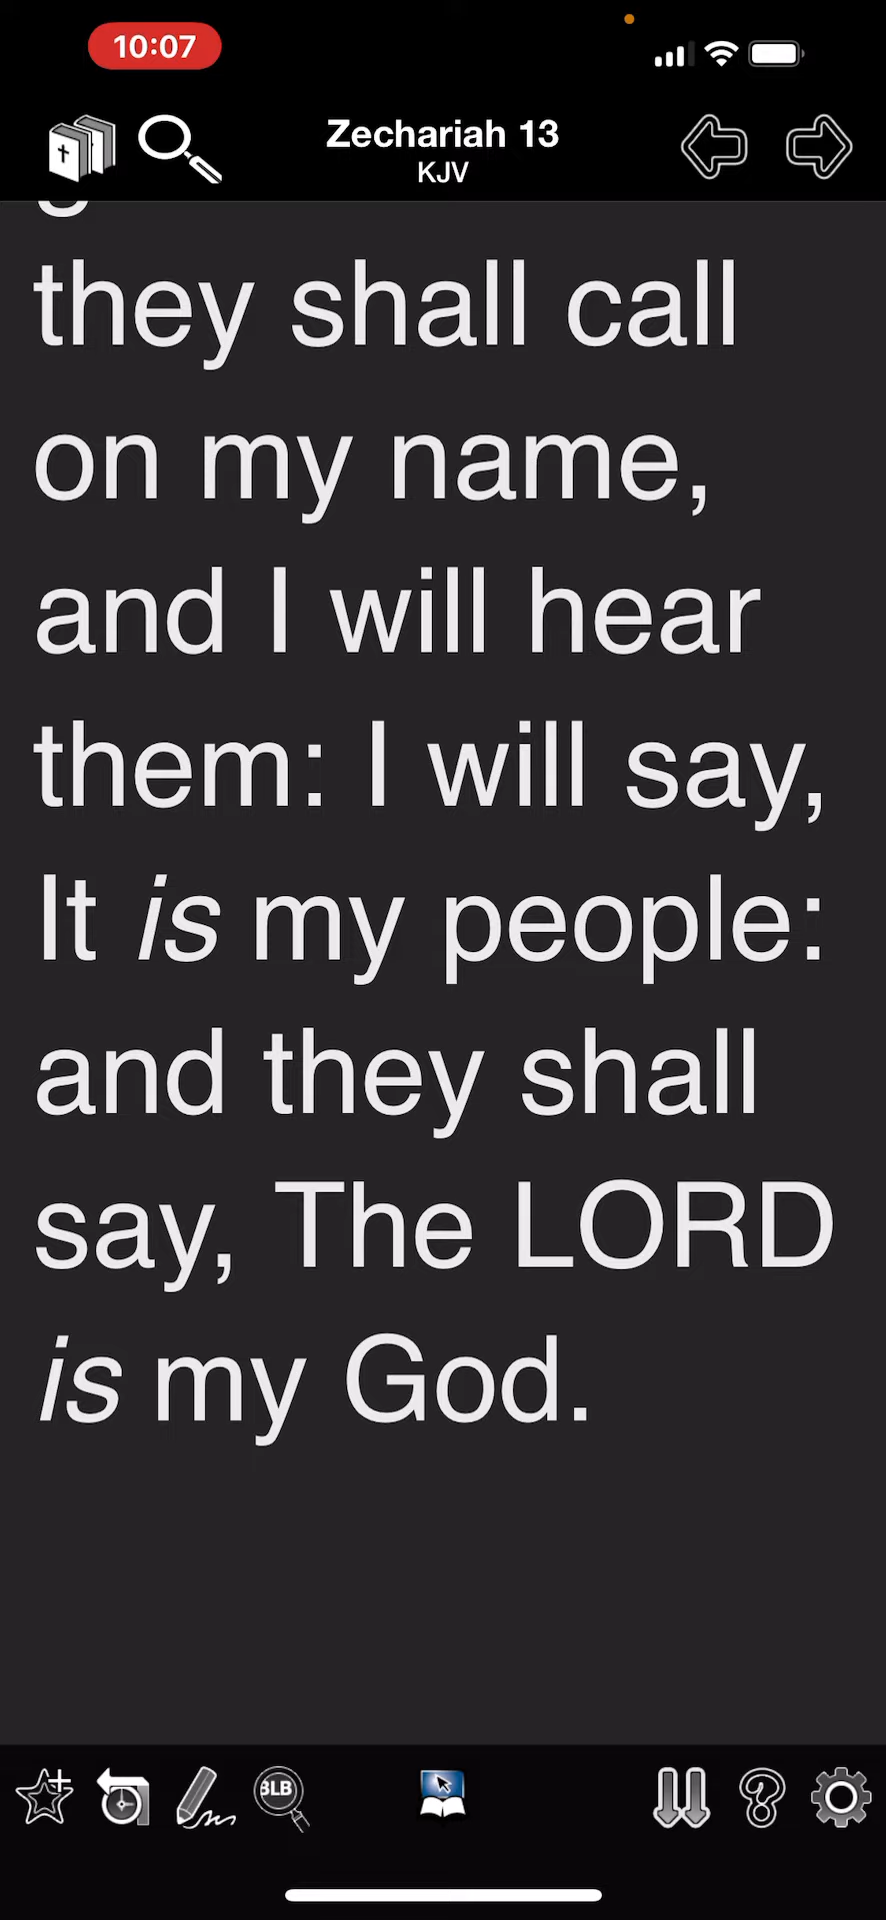 10:07
Zechariah 13
KJV
they shall call
on my name,
and I will hear
them: I will say,
It is my people:
and they shall
say, The LORD
is my God.
BLB